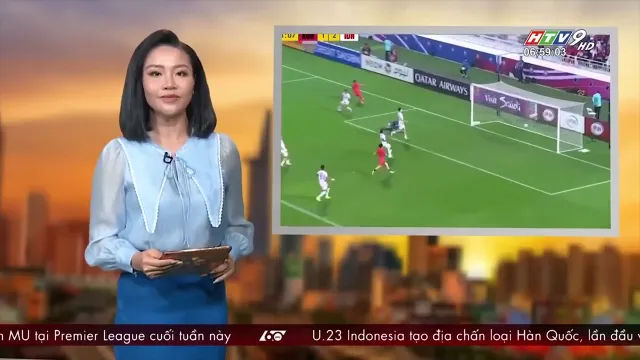 HTV9 HD
06:59:03
1 2 IDN
QATAR AIRWAYS
Visit Saudi
n MU tại Premier League cuối tuần này
60
U.23 Indonesia tạo địa chấn loại Hàn Quốc, lần đầu v